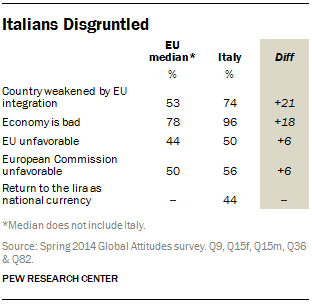 Italians Disgruntled
EU median* Italy Diff
% %
Country weakened by EU integration 53 74 +21
Economy is bad 78 96 +18
EU unfavorable 44 50 +6
European Commission unfavorable 50 56 +6
Return to the lira as national currency – 44 –
*Median does not include Italy.
Source: Spring 2014 Global Attitudes survey. Q9, Q15f, Q15m, Q36
& Q82.
PEW RESEARCH CENTER